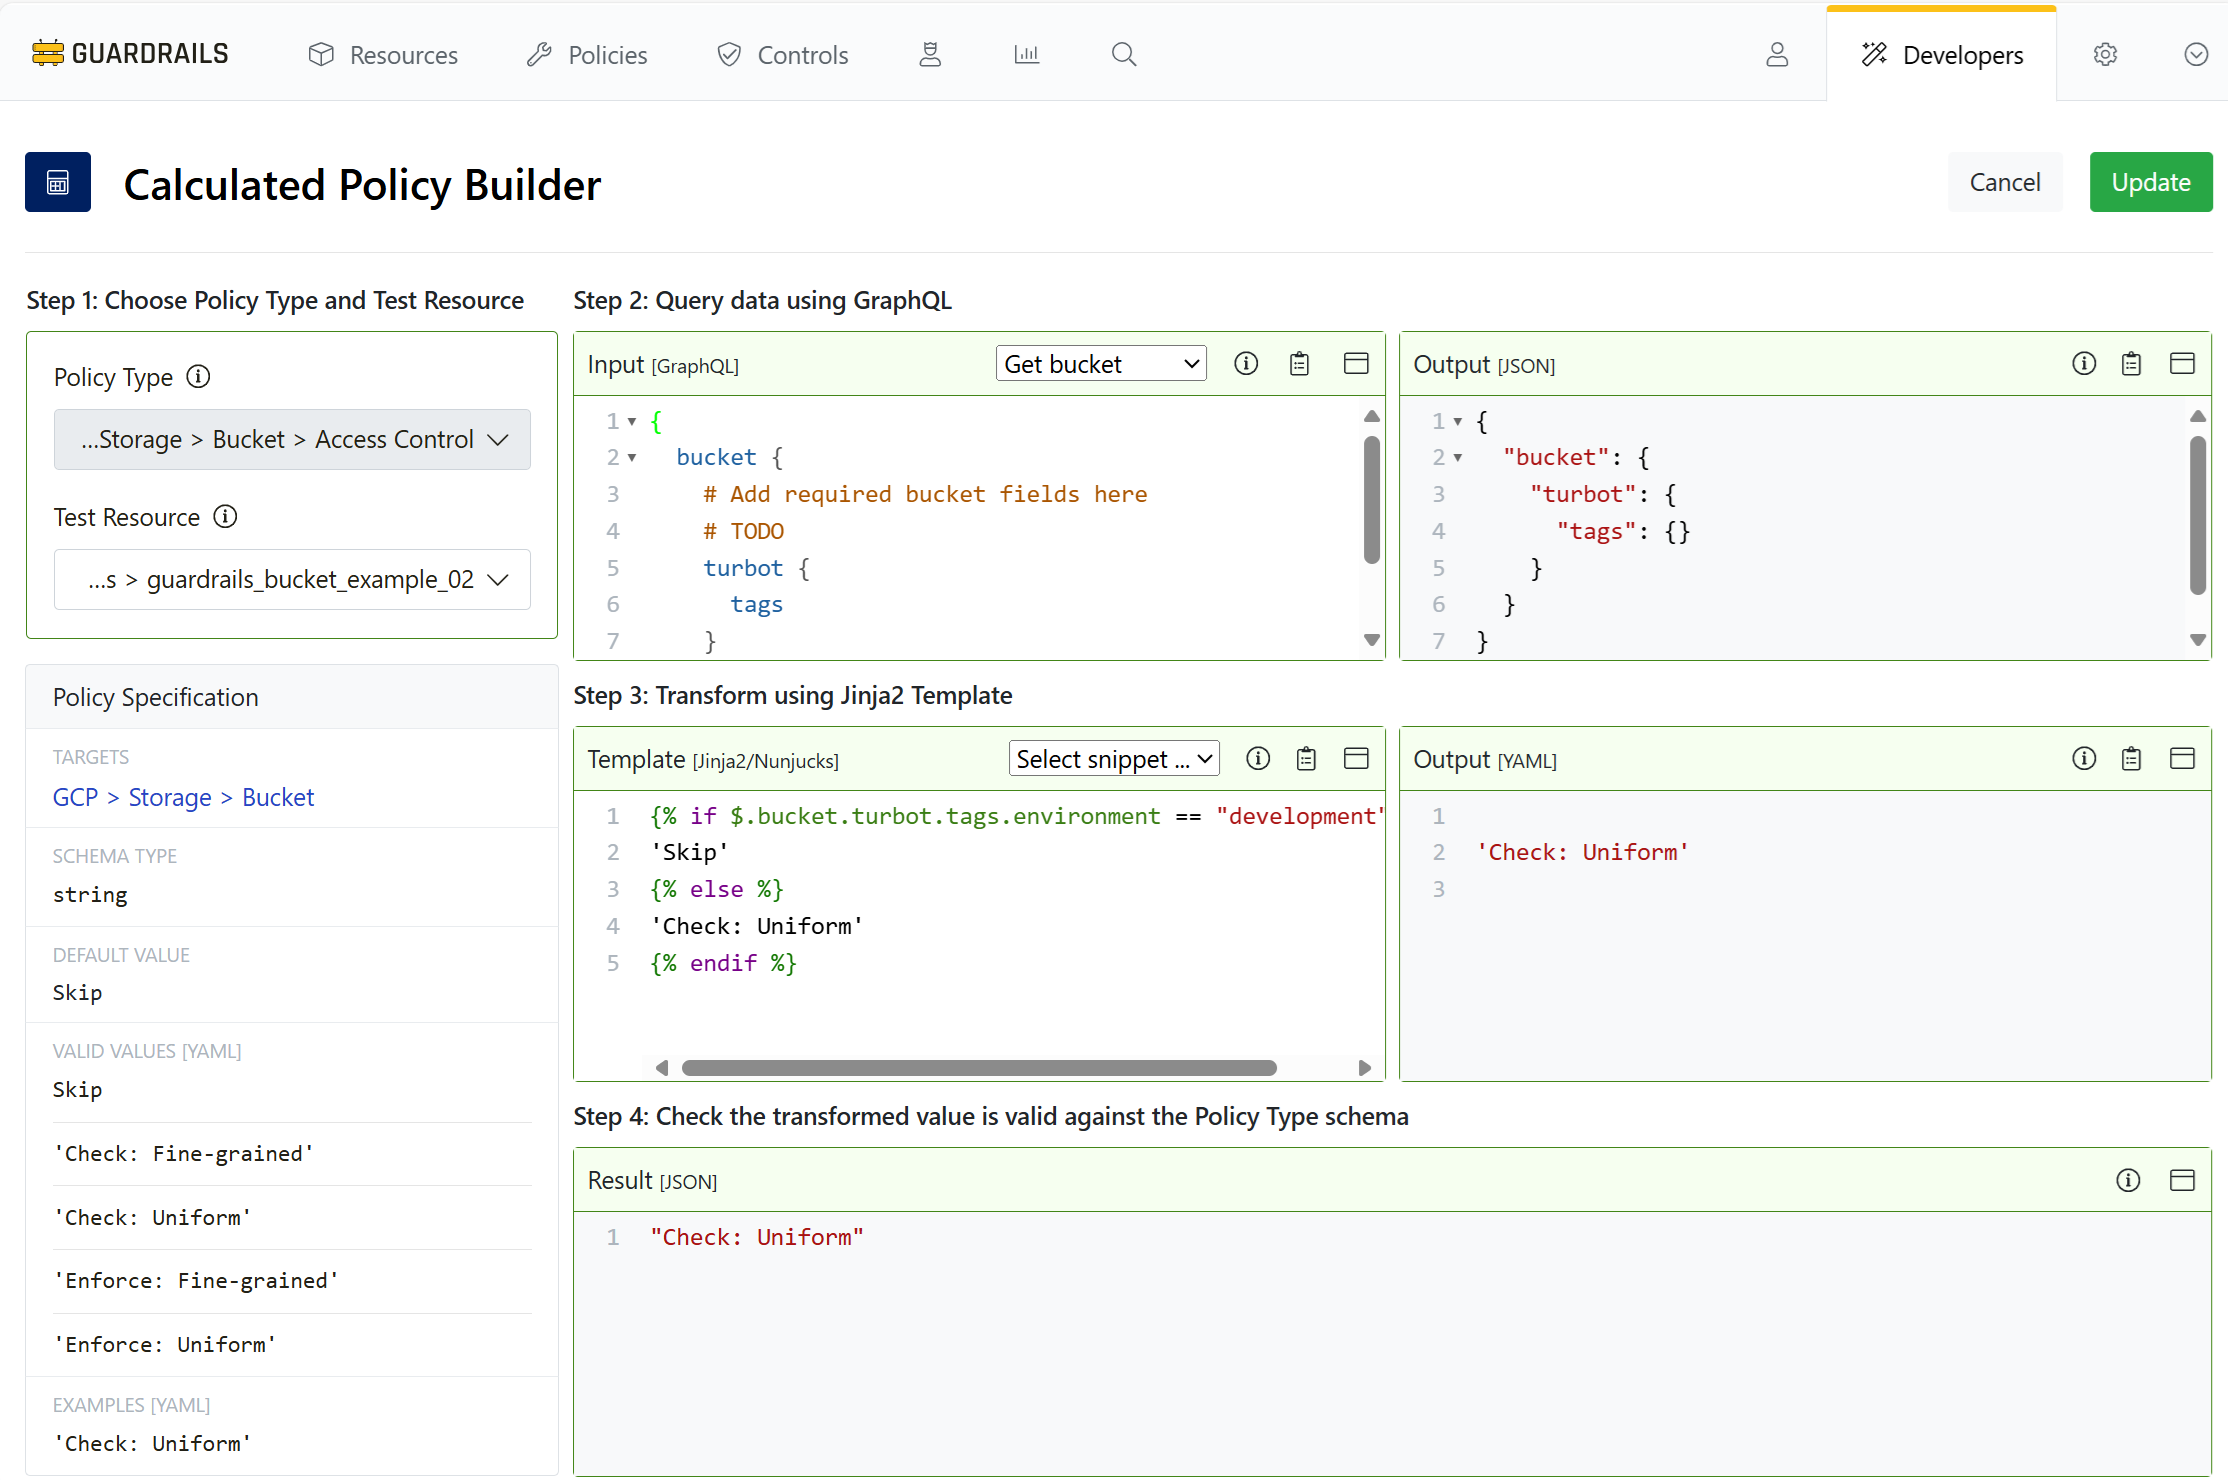 GUARDRAILS
Resources
Policies
Controls
Developers
Calculated Policy Builder
Cancel
Update
Step 1: Choose Policy Type and Test Resource
Policy Type
...Storage > Bucket > Access Control
Test Resource
...s > guardrails_bucket_example_02
Policy Specification
TARGETS
GCP > Storage > Bucket
SCHEMA TYPE
string
DEFAULT VALUE
Skip
VALID VALUES [YAML]
Skip
'Check: Fine-grained'
'Check: Uniform'
'Enforce: Fine-grained'
'Enforce: Uniform'
EXAMPLES [YAML]
'Check: Uniform'
Step 2: Query data using GraphQL
Input [GraphQL]
Get bucket
1 {
2 bucket {
3 # Add required bucket fields here
4 # TODO
5 turbot {
6 tags
7 }
Output [JSON]
1 {
2 "bucket": {
3 "turbot": {
4 "tags": {}
5 }
6 }
7 }
Step 3: Transform using Jinja2 Template
Template [Jinja2/Nunjucks]
Select snippet ...
1 {% if $.bucket.turbot.tags.environment == "development"
2 'Skip'
3 {% else %}
4 'Check: Uniform'
5 {% endif %}
Output [YAML]
1
2 'Check: Uniform'
3
Step 4: Check the transformed value is valid against the Policy Type schema
Result [JSON]
1 "Check: Uniform"